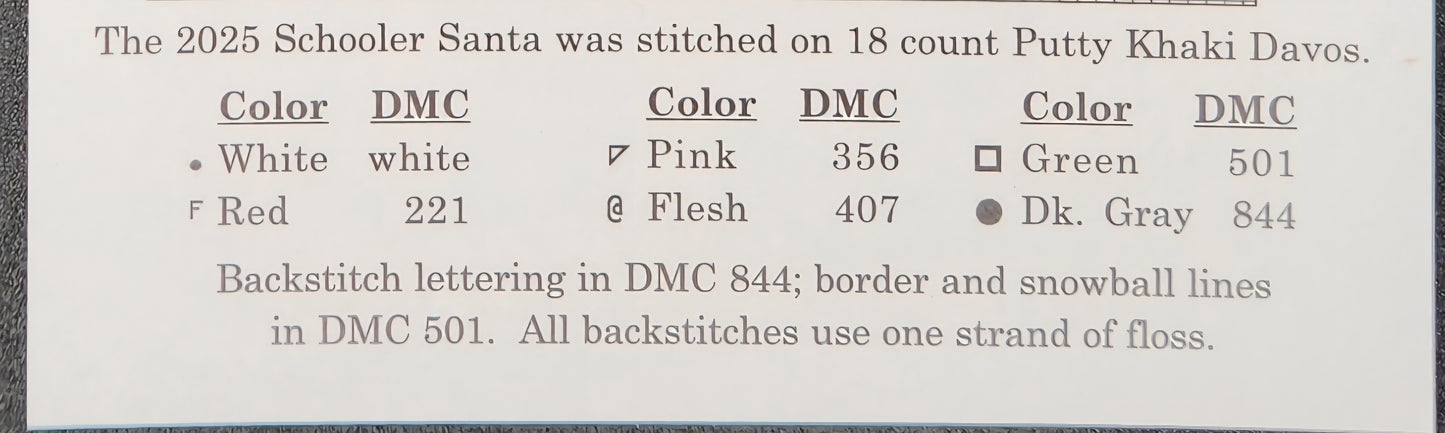 The 2025 Schooler Santa was stitched on 18 count Putty Khaki Davos.
Color DMC Color DMC Color DMC
• White white ◸ Pink 356 □ Green 501
F Red 221 @ Flesh 407 ● Dk. Gray 844
Backstitch lettering in DMC 844; border and snowball lines
in DMC 501. All backstitches use one strand of floss.